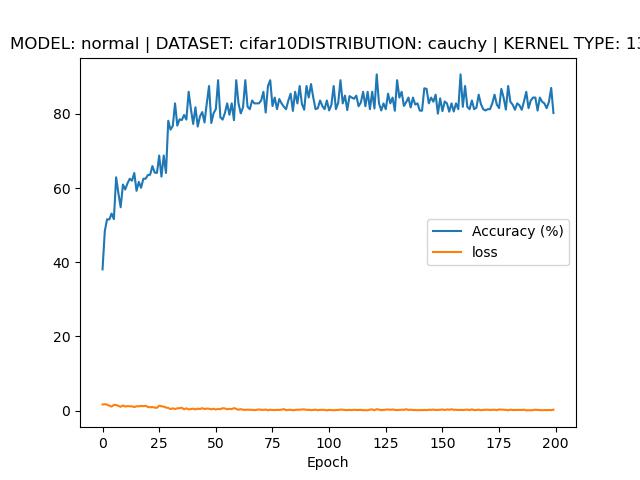 MODEL: normal | DATASET: cifar10DISTRIBUTION: cauchy | KERNEL TYPE: 13
80
60
40
20
0
Accuracy (%)
loss
0 25 50 75 100 125 150 175 200
Epoch